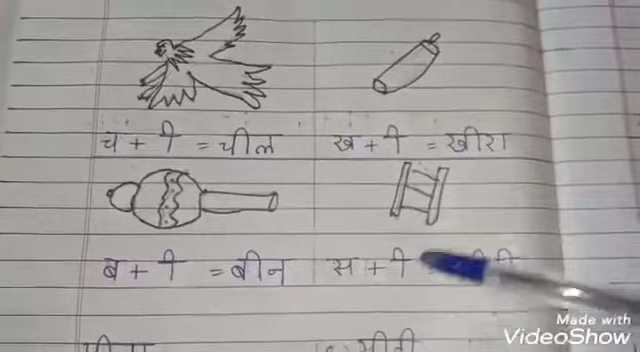 च + ी = चील ख + ी = खीरा
ब + ी = बीन स + ी =
Made with
VideoShow